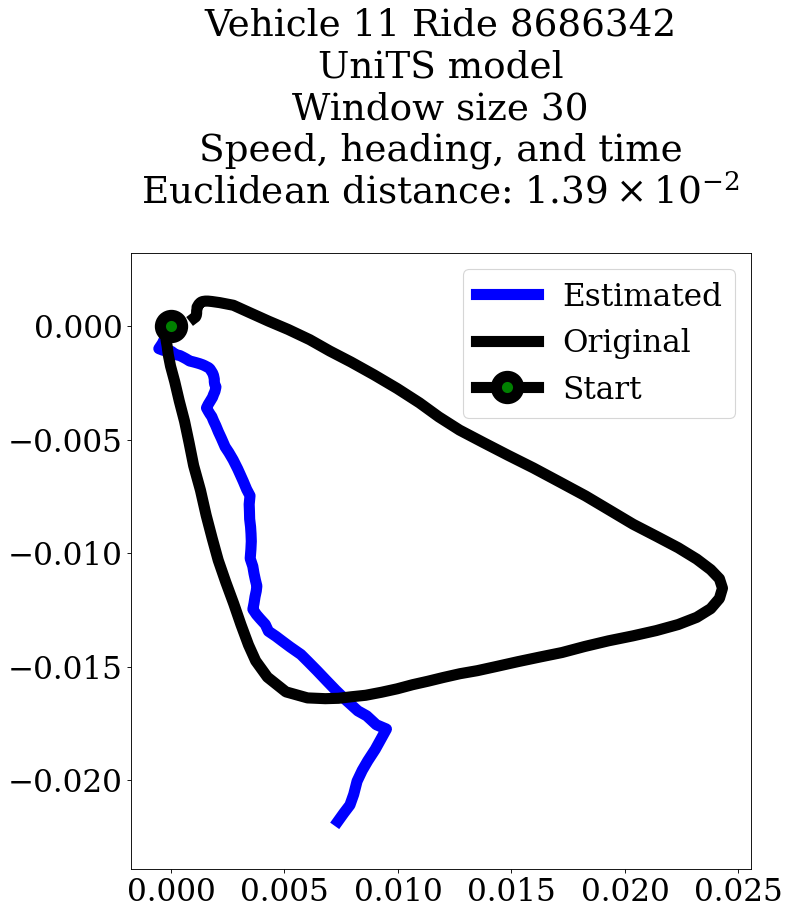 Vehicle 11 Ride 8686342
UniTS model
Window size 30
Speed, heading, and time
Euclidean distance: 1.39 × 10⁻²
Estimated
Original
Start
0.000
−0.005
−0.010
−0.015
−0.020
0.000 0.005 0.010 0.015 0.020 0.025